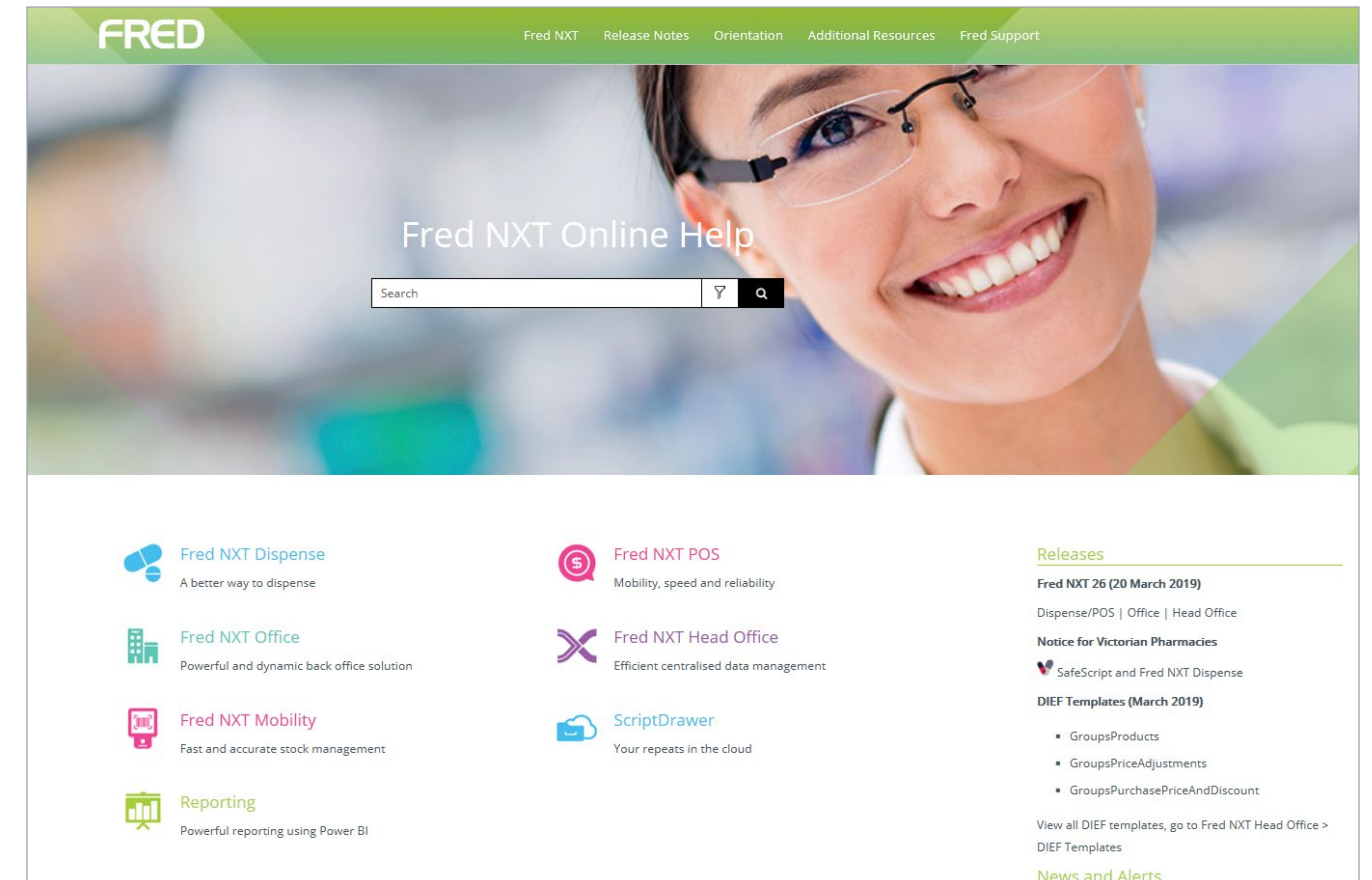 FRED
Fred NXT Release Notes Orientation Additional Resources Fred Support
Fred NXT Online Help
Search
Fred NXT Dispense
A better way to dispense
Fred NXT POS
Mobility, speed and reliability
Fred NXT Office
Powerful and dynamic back office solution
Fred NXT Head Office
Efficient centralised data management
Fred NXT Mobility
Fast and accurate stock management
ScriptDrawer
Your repeats in the cloud
Reporting
Powerful reporting using Power BI
Releases
Fred NXT 26 (20 March 2019)
Dispense/POS | Office | Head Office
Notice for Victorian Pharmacies
SafeScript and Fred NXT Dispense
DIEF Templates (March 2019)
GroupsProducts
GroupsPriceAdjustments
GroupsPurchasePriceAndDiscount
View all DIEF templates, go to Fred NXT Head Office >
DIEF Templates
News and Alerts